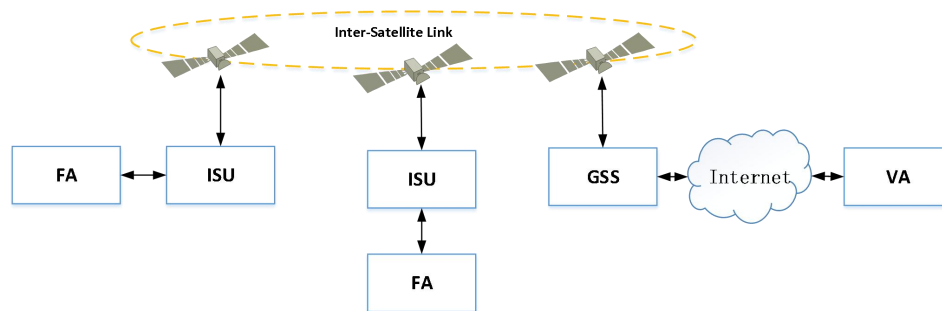 Inter-Satellite Link
FA
ISU
ISU
GSS
Internet
VA
FA